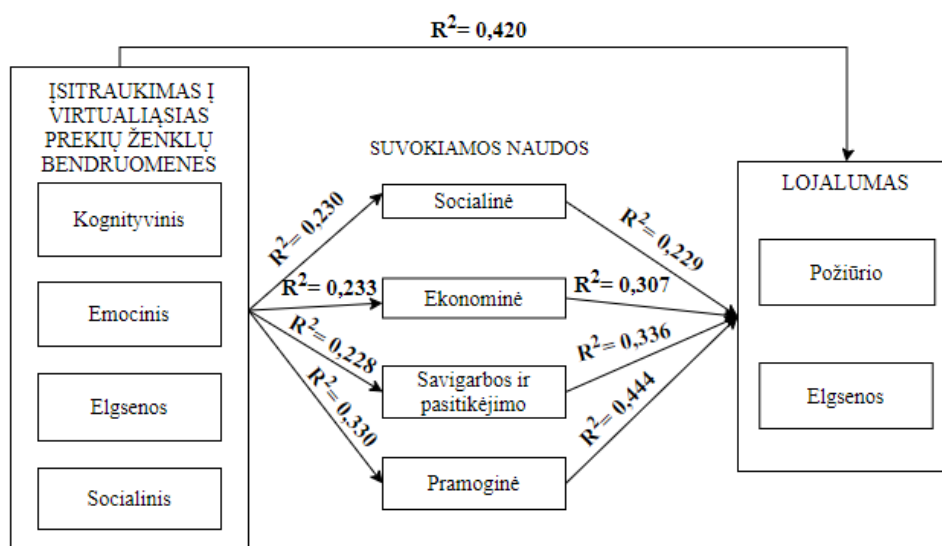 R²= 0,420
ĮSITRAUKIMAS Į
VIRTUALIĄSIAS
PREKIŲ ŽENKLŲ
BENDRUOMENES
Kognityvinis
Emocinis
Elgsenos
Socialinis
SUVOKIAMOS NAUDOS
R²= 0,230
R²= 0,233
R²= 0,228
R²= 0,330
Socialinė
Ekonominė
Savigarbos ir
pasitikėjimo
Pramoginė
R²= 0,229
R²= 0,307
R²= 0,336
R²= 0,444
LOJALUMAS
Požiūrio
Elgsenos